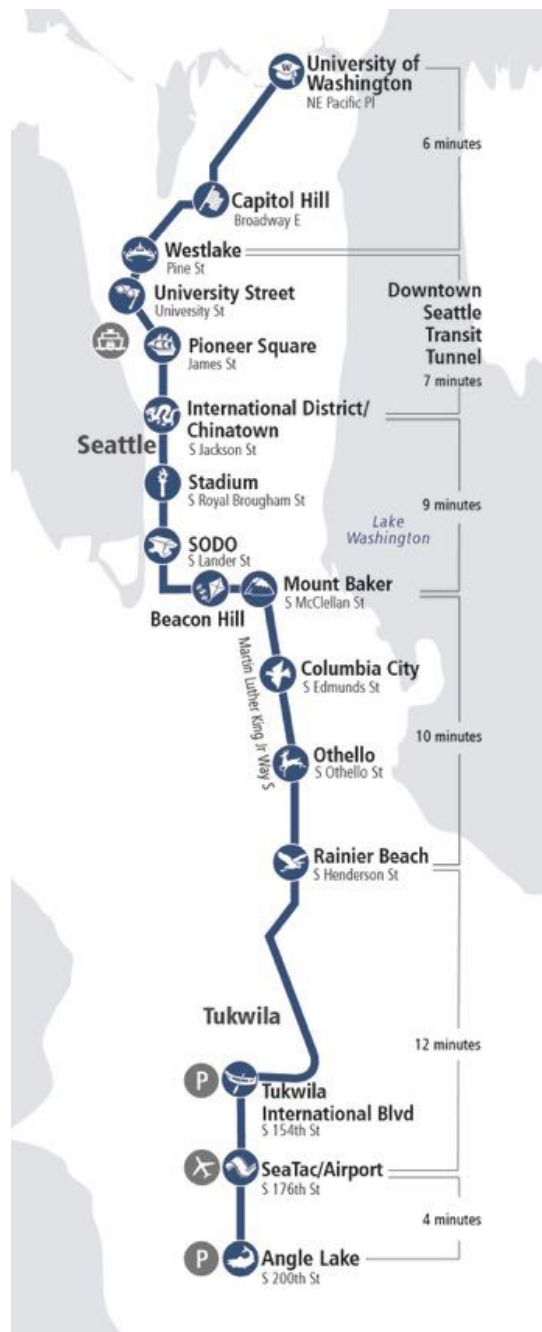 University of
Washington
NE Pacific Pl
6 minutes
Capitol Hill
Broadway E
Westlake
Pine St
University Street
University St
Downtown
Seattle
Transit
Tunnel
7 minutes
Pioneer Square
James St
International District/
Chinatown
S Jackson St
Seattle
Stadium
S Royal Brougham St
9 minutes
Lake
Washington
SODO
S Lander St
Beacon Hill
Mount Baker
S McClellan St
Martin Luther King Jr Way S
Columbia City
S Edmunds St
10 minutes
Othello
S Othello St
Rainier Beach
S Henderson St
Tukwila
12 minutes
P
Tukwila
International Blvd
S 154th St
SeaTac/Airport
S 176th St
4 minutes
P
Angle Lake
S 200th St
W